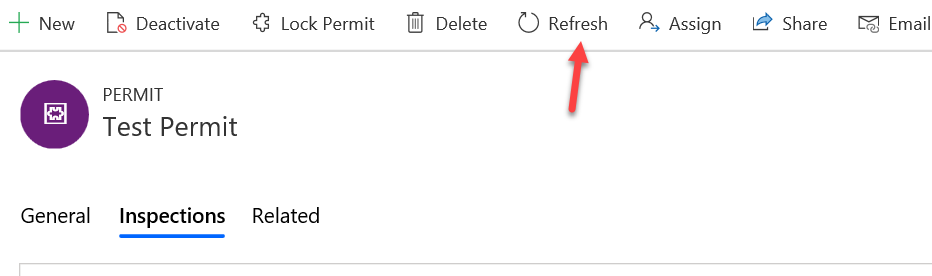 New Deactivate Lock Permit Delete Refresh Assign Share Email
PERMIT
Test Permit
General Inspections Related